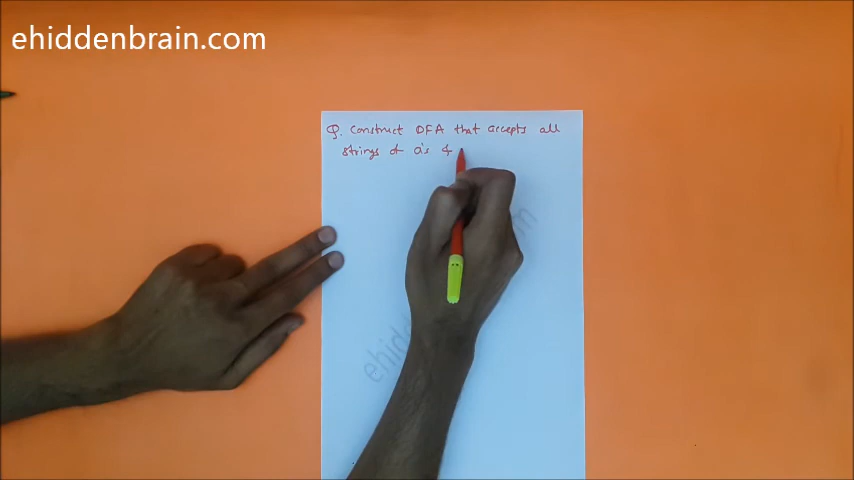 ehiddenbrain.com
Q. Construct DFA that accepts all
strings of a's &